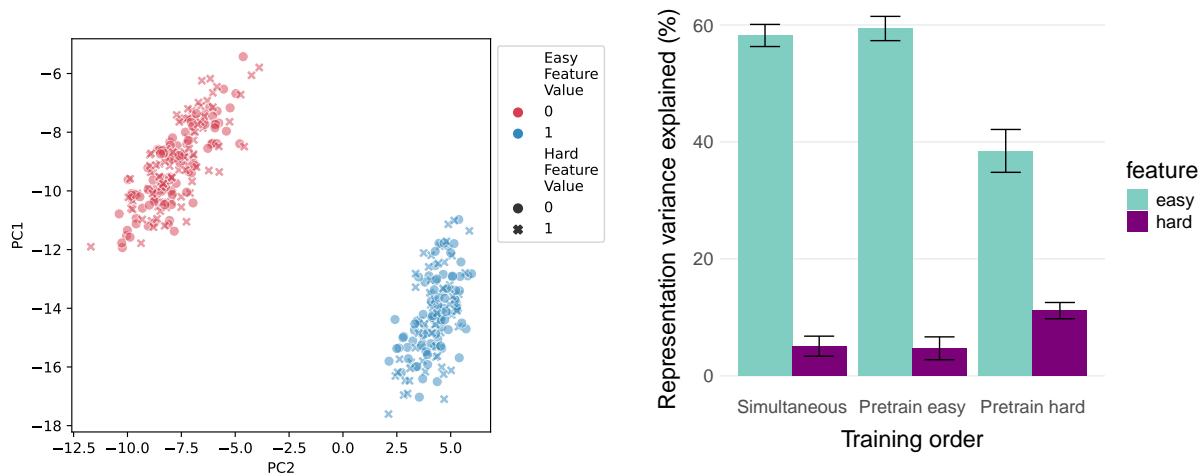 −6
−8
−10
−12
−14
−16
−18
PC1
−12.5
−10.0
−7.5
−5.0
−2.5
0.0
2.5
5.0
PC2
Easy
Feature
Value
0
1
Hard
Feature
Value
0
1
Representation variance explained (%)
60
40
20
0
Simultaneous
Pretrain easy
Pretrain hard
Training order
feature
easy
hard